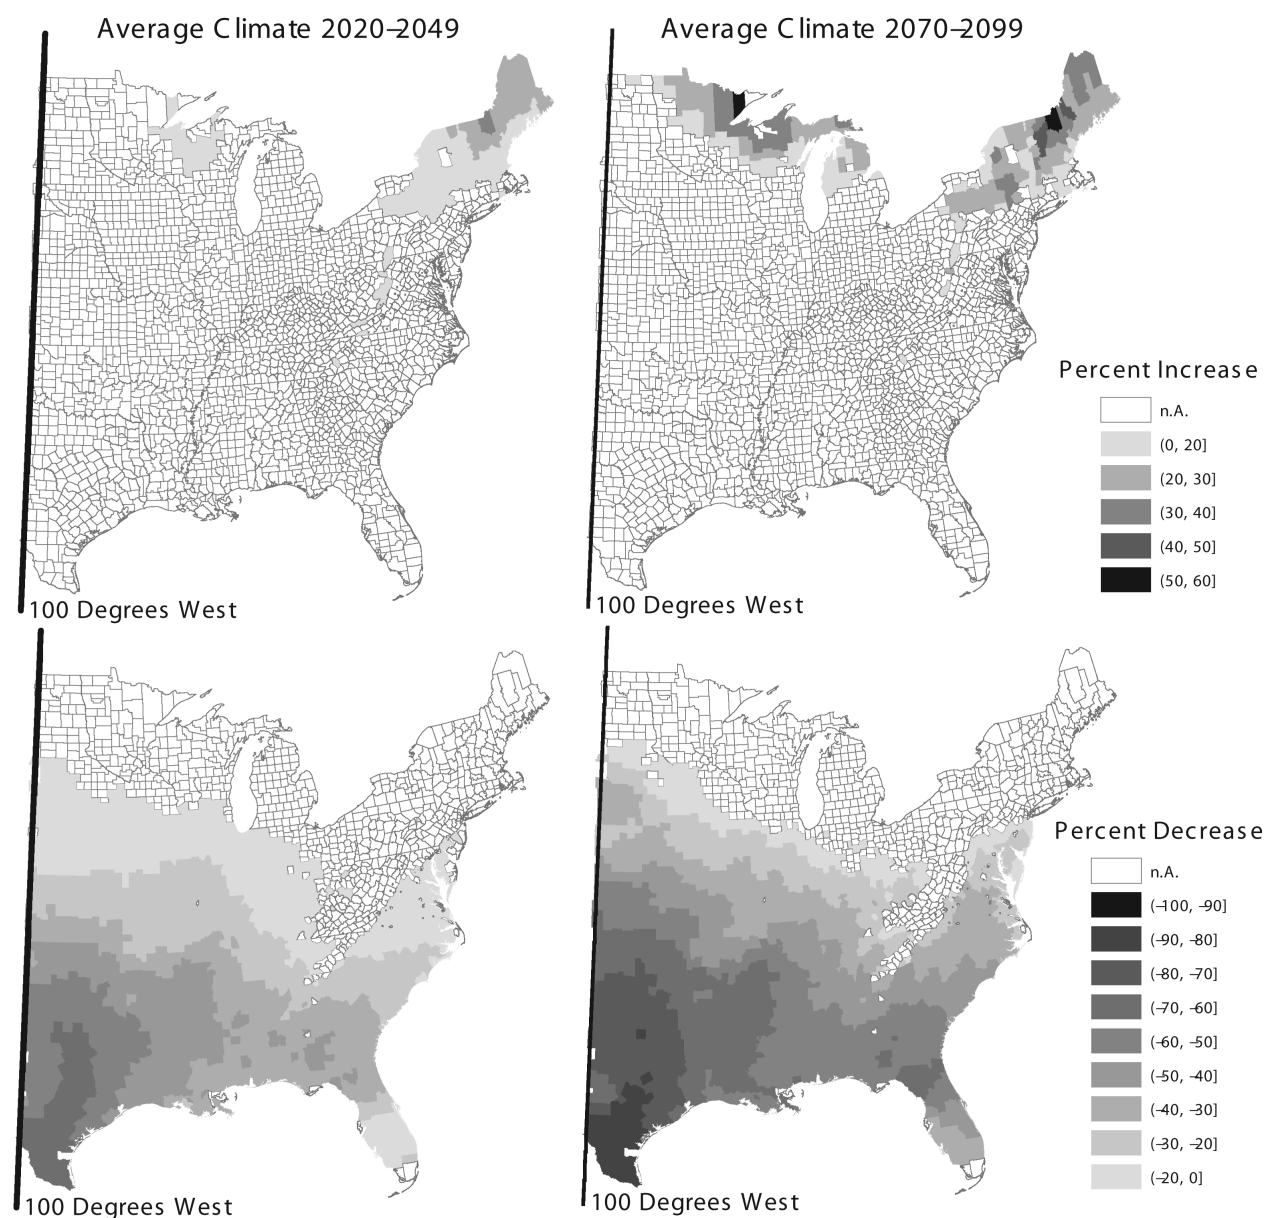 Average Climate 2020–2049
Average Climate 2070–2099
Percent Increase
n.A.
(0, 20]
(20, 30]
(30, 40]
(40, 50]
(50, 60]
100 Degrees West
100 Degrees West
Percent Decrease
n.A.
(–100, –90]
(–90, –80]
(–80, –70]
(–70, –60]
(–60, –50]
(–50, –40]
(–40, –30]
(–30, –20]
(–20, 0]
100 Degrees West
100 Degrees West